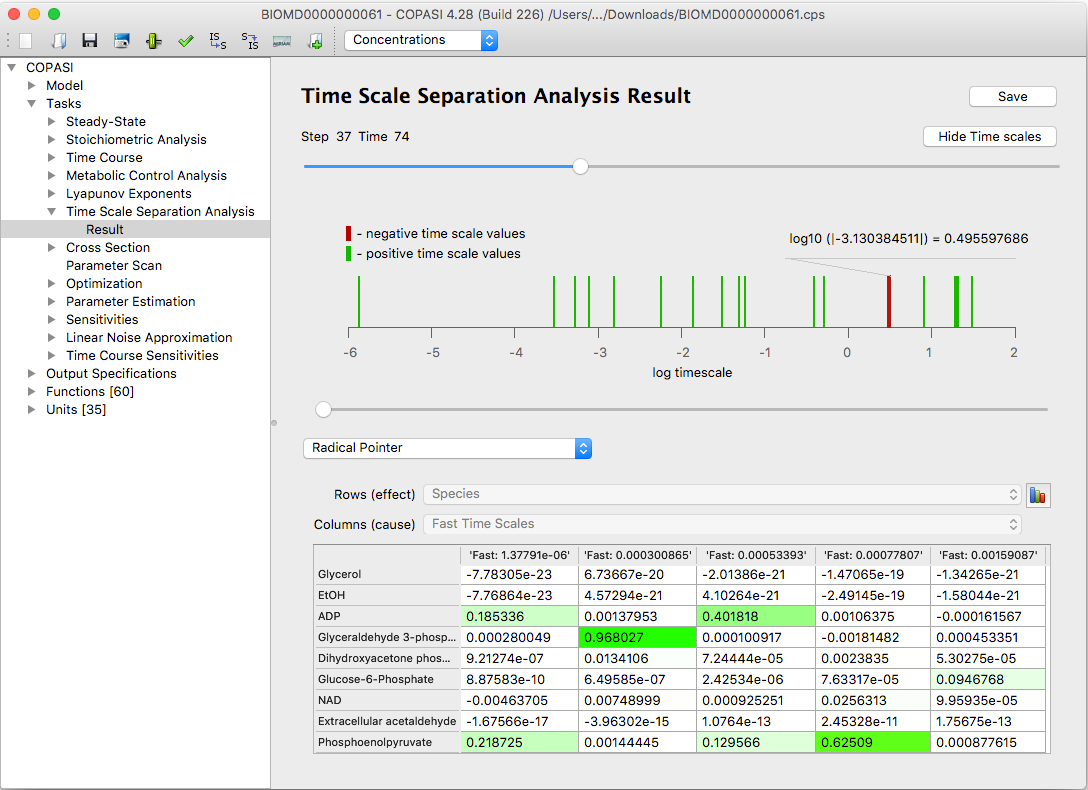 BIOMD0000000061 - COPASI 4.28 (Build 226) /Users/.../Downloads/BIOMD0000000061.cps
IS S
S IS
MIRIAM
Concentrations
COPASI
Model
Tasks
Steady-State
Stoichiometric Analysis
Time Course
Metabolic Control Analysis
Lyapunov Exponents
Time Scale Separation Analysis
Result
Cross Section
Parameter Scan
Optimization
Parameter Estimation
Sensitivities
Linear Noise Approximation
Time Course Sensitivities
Output Specifications
Functions [60]
Units [35]
Time Scale Separation Analysis Result
Save
Step 37 Time 74
Hide Time scales
- negative time scale values
- positive time scale values
log10 (|-3.130384511|) = 0.495597686
-6 -5 -4 -3 -2 -1 0 1 2
log timescale
Radical Pointer
Rows (effect) Species
Columns (cause) Fast Time Scales
'Fast: 1.37791e-06' 'Fast: 0.000300865' 'Fast: 0.00053393' 'Fast: 0.00077807' 'Fast: 0.00159087'
Glycerol -7.78305e-23 6.73667e-20 -2.01386e-21 -1.47065e-19 -1.34265e-21
EtOH -7.76864e-23 4.57294e-21 4.10264e-21 -2.49145e-19 -1.58044e-21
ADP 0.185336 0.00137953 0.401818 0.00106375 -0.000161567
Glyceraldehyde 3-phosp... 0.000280049 0.968027 0.000100917 -0.00181482 0.000453351
Dihydroxyacetone phos... 9.21274e-07 0.0134106 7.24444e-05 0.0023835 5.30275e-05
Glucose-6-Phosphate 8.87583e-10 6.49585e-07 2.42534e-06 7.63317e-05 0.0946768
NAD -0.00463705 0.00748999 0.000925251 0.0256313 9.95935e-05
Extracellular acetaldehyde -1.67566e-17 -3.96302e-15 1.0764e-13 2.45328e-11 1.75675e-13
Phosphoenolpyruvate 0.218725 0.00144445 0.129566 0.62509 0.000877615